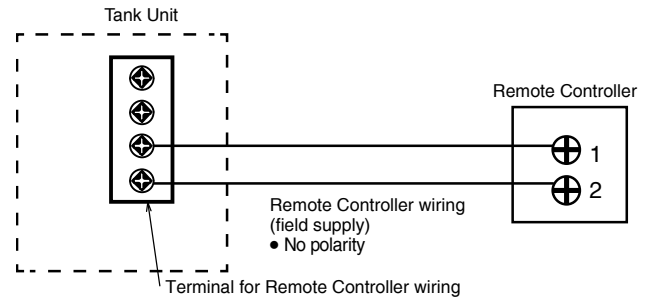 Tank Unit
Remote Controller
1
2
Remote Controller wiring
(field supply)
● No polarity
Terminal for Remote Controller wiring